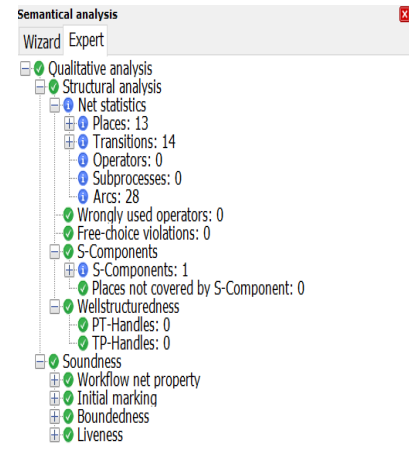 Semantical analysis
Wizard Expert
Qualitative analysis
Structural analysis
Net statistics
Places: 13
Transitions: 14
Operators: 0
Subprocesses: 0
Arcs: 28
Wrongly used operators: 0
Free-choice violations: 0
S-Components
S-Components: 1
Places not covered by S-Component: 0
Wellstructuredness
PT-Handles: 0
TP-Handles: 0
Soundness
Workflow net property
Initial marking
Boundedness
Liveness